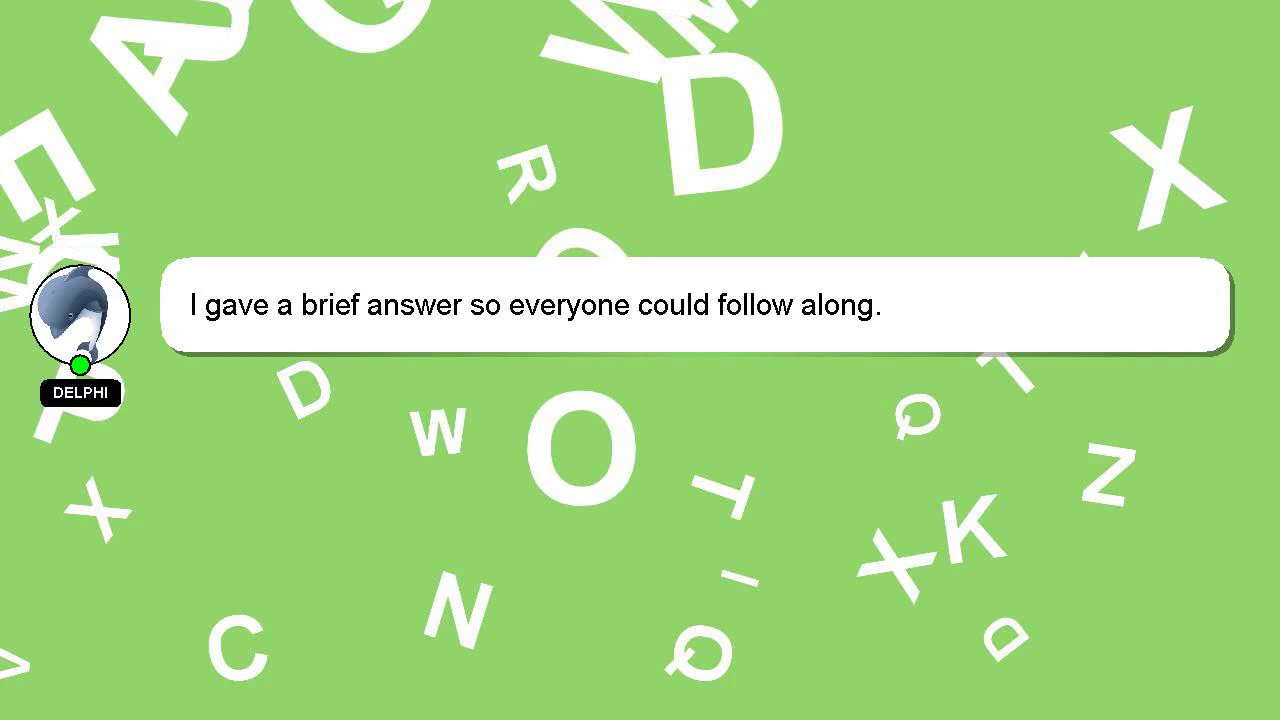 I gave a brief answer so everyone could follow along.
DELPHI
A
G
W
M
D
R
X
E
X
W
K
D
W
O
T
Q
T
Z
X
X
K
I
N
C
Q
D
V